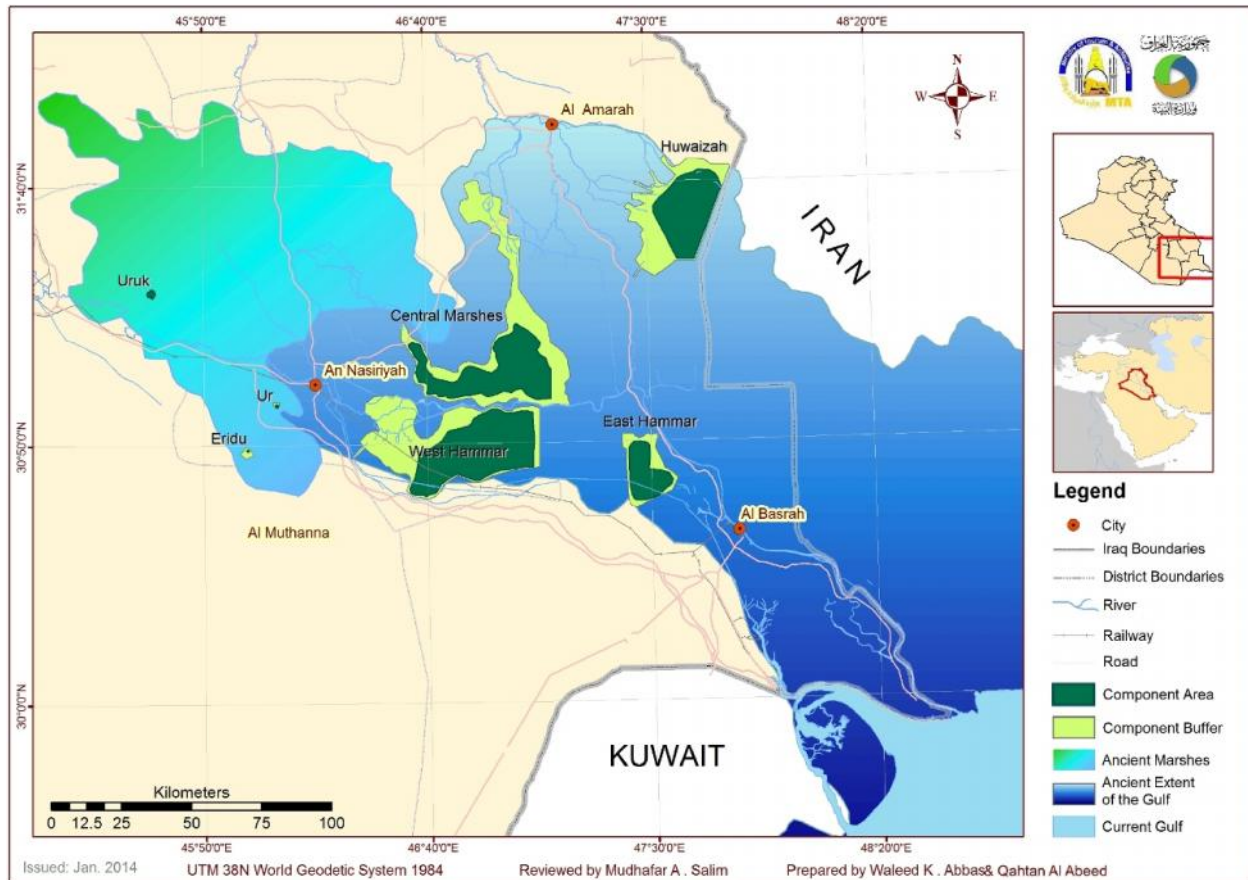 45°50'0"E
46°40'0"E
47°30'0"E
48°20'0"E
31°40'0"N
30°50'0"N
30°0'0"N
N
W E
S
Al Amarah
Huwaizah
IRAN
Uruk
Central Marshes
An Nasiriyah
Ur
Eridu
West Hammar
East Hammar
Al Basrah
Al Muthanna
KUWAIT
Kilometers
0 12.5 25 50 75 100
45°50'0"E
46°40'0"E
47°30'0"E
48°20'0"E
MTA
جمهورية العراق
وزارة البيئة
Legend
City
Iraq Boundaries
District Boundaries
River
Railway
Road
Component Area
Component Buffer
Ancient Marshes
Ancient Extent
of the Gulf
Current Gulf
Issued: Jan. 2014
UTM 38N World Geodetic System 1984
Reviewed by Mudhafar A . Salim
Prepared by Waleed K . Abbas& Qahtan Al Abeed